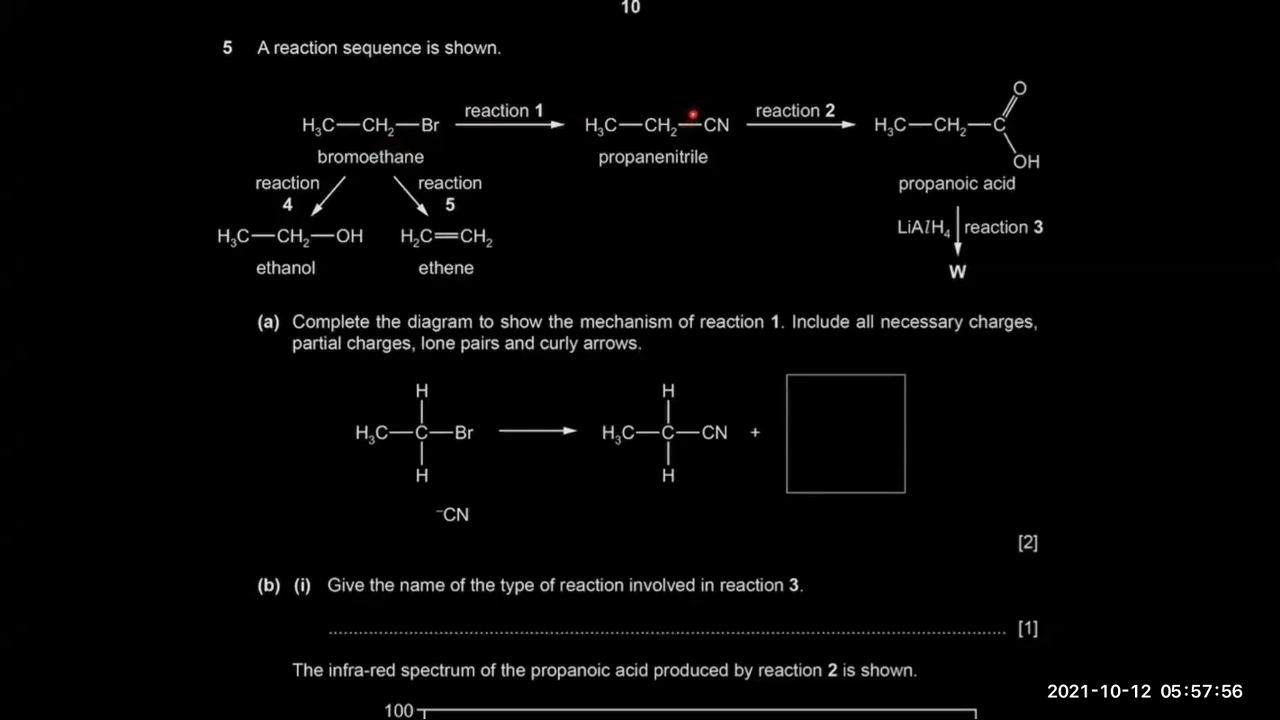 10
5 A reaction sequence is shown.
H₃C—CH₂—Br reaction 1 H₃C—CH₂—CN reaction 2 H₃C—CH₂—C O OH
bromoethane propanenitrile propanoic acid
reaction 4 reaction 5 LiAlH₄ reaction 3
H₃C—CH₂—OH H₂C=CH₂
ethanol ethene W
(a) Complete the diagram to show the mechanism of reaction 1. Include all necessary charges,
partial charges, lone pairs and curly arrows.
H H
H₃C—C—Br H₃C—C—CN +
H H
⁻CN
[2]
(b) (i) Give the name of the type of reaction involved in reaction 3.
.......................................................................................................................... [1]
The infra-red spectrum of the propanoic acid produced by reaction 2 is shown.
2021-10-12 05:57:56
100